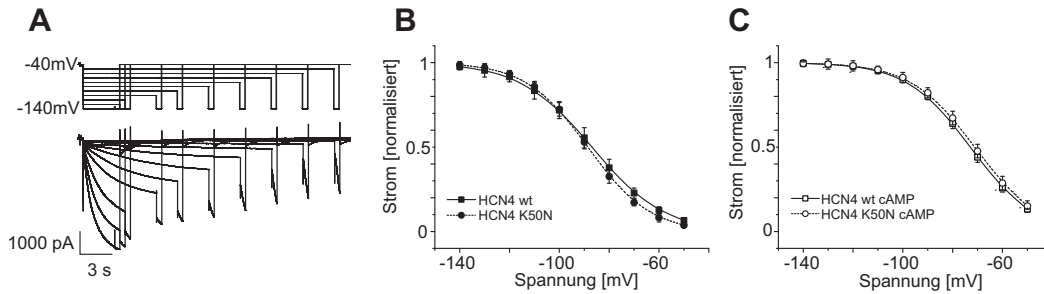 A
-40mV
-140mV
1000 pA
3 s
B
Strom [normalisiert]
1
0.5
0
HCN4 wt
HCN4 K50N
-140
-100
-60
Spannung [mV]
C
Strom [normalisiert]
1
0.5
0
HCN4 wt cAMP
HCN4 K50N cAMP
-140
-100
-60
Spannung [mV]